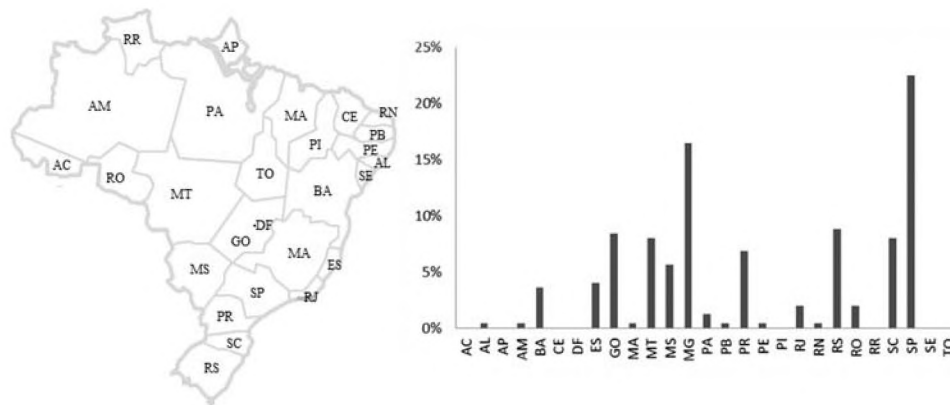 RR
AP
AM
PA
MA
CE
RN
PI
PB
PE
AL
SE
AC
RO
TO
BA
MT
DF
GO
MA
ES
MS
SP
RJ
PR
SC
RS
25%
20%
15%
10%
5%
0%
AC
AL
AP
AM
BA
CE
DF
ES
GO
MA
MT
MS
MG
PA
PB
PR
PE
PI
RJ
RN
RS
RO
RR
SC
SP
SE
TO